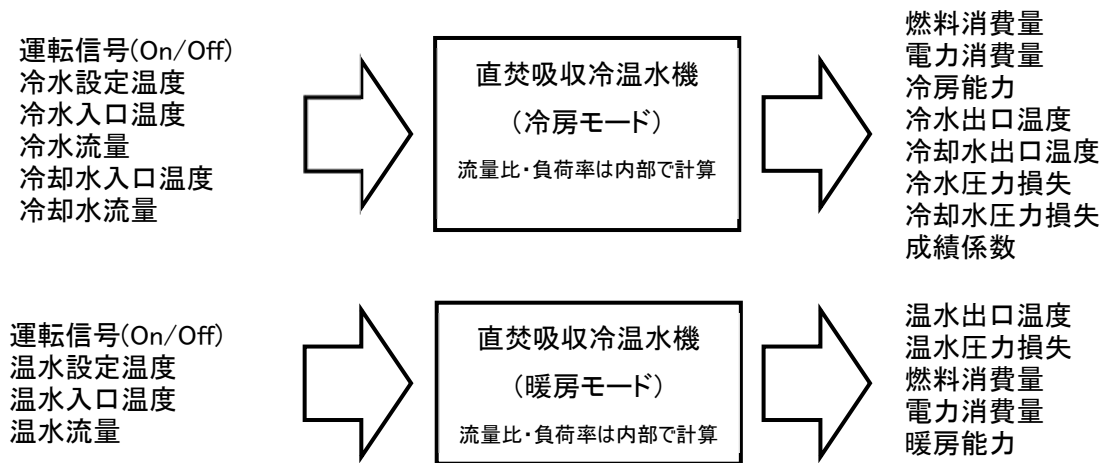 運転信号(On/Off)
冷水設定温度
冷水入口温度
冷水流量
冷却水入口温度
冷却水流量
直焚吸収冷温水機
（冷房モード）
流量比・負荷率は内部で計算
燃料消費量
電力消費量
冷房能力
冷水出口温度
冷却水出口温度
冷水圧力損失
冷却水圧力損失
成績係数
運転信号(On/Off)
温水設定温度
温水入口温度
温水流量
直焚吸収冷温水機
（暖房モード）
流量比・負荷率は内部で計算
温水出口温度
温水圧力損失
燃料消費量
電力消費量
暖房能力